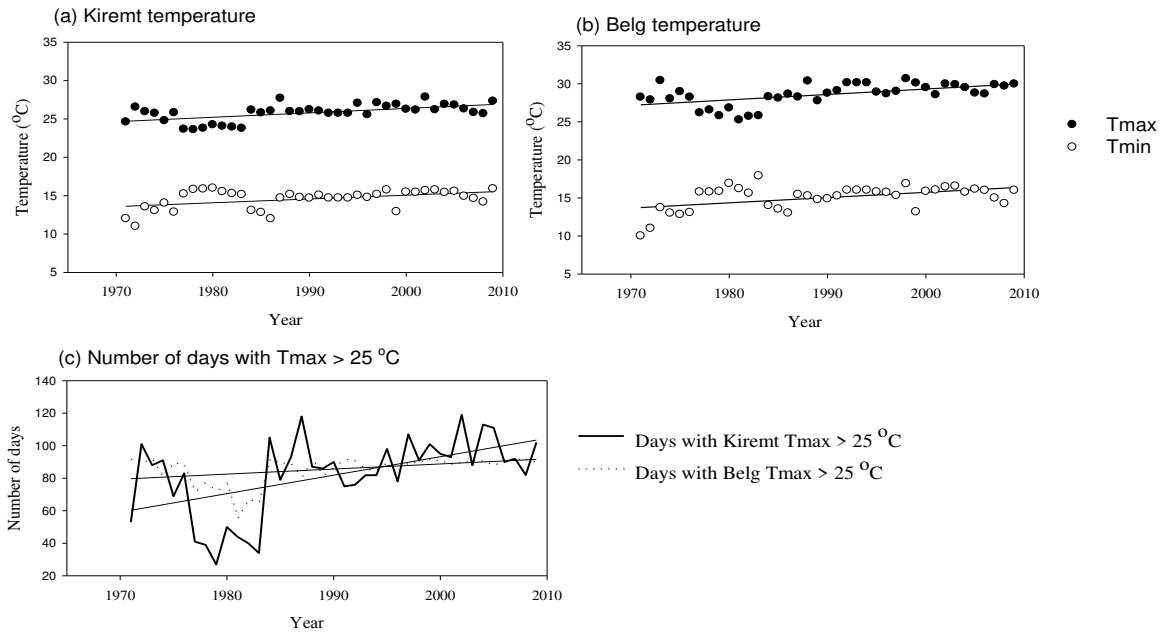 (a) Kiremt temperature
35
30
25
20
15
10
5
Temperature (°C)
1970 1980 1990 2000 2010
Year
(b) Belg temperature
35
30
25
20
15
10
5
Temperature (°C)
1970 1980 1990 2000 2010
Year
Tmax
Tmin
(c) Number of days with Tmax > 25 °C
140
120
100
80
60
40
20
Number of days
1970 1980 1990 2000 2010
Year
Days with Kiremt Tmax > 25 °C
Days with Belg Tmax > 25 °C